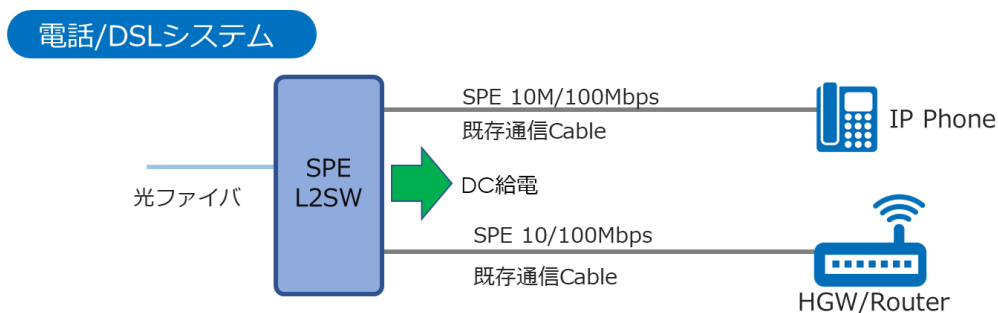 電話/DSLシステム
SPE 10M/100Mbps
既存通信Cable
IP Phone
SPE
L2SW
光ファイバ
DC給電
SPE 10/100Mbps
既存通信Cable
HGW/Router